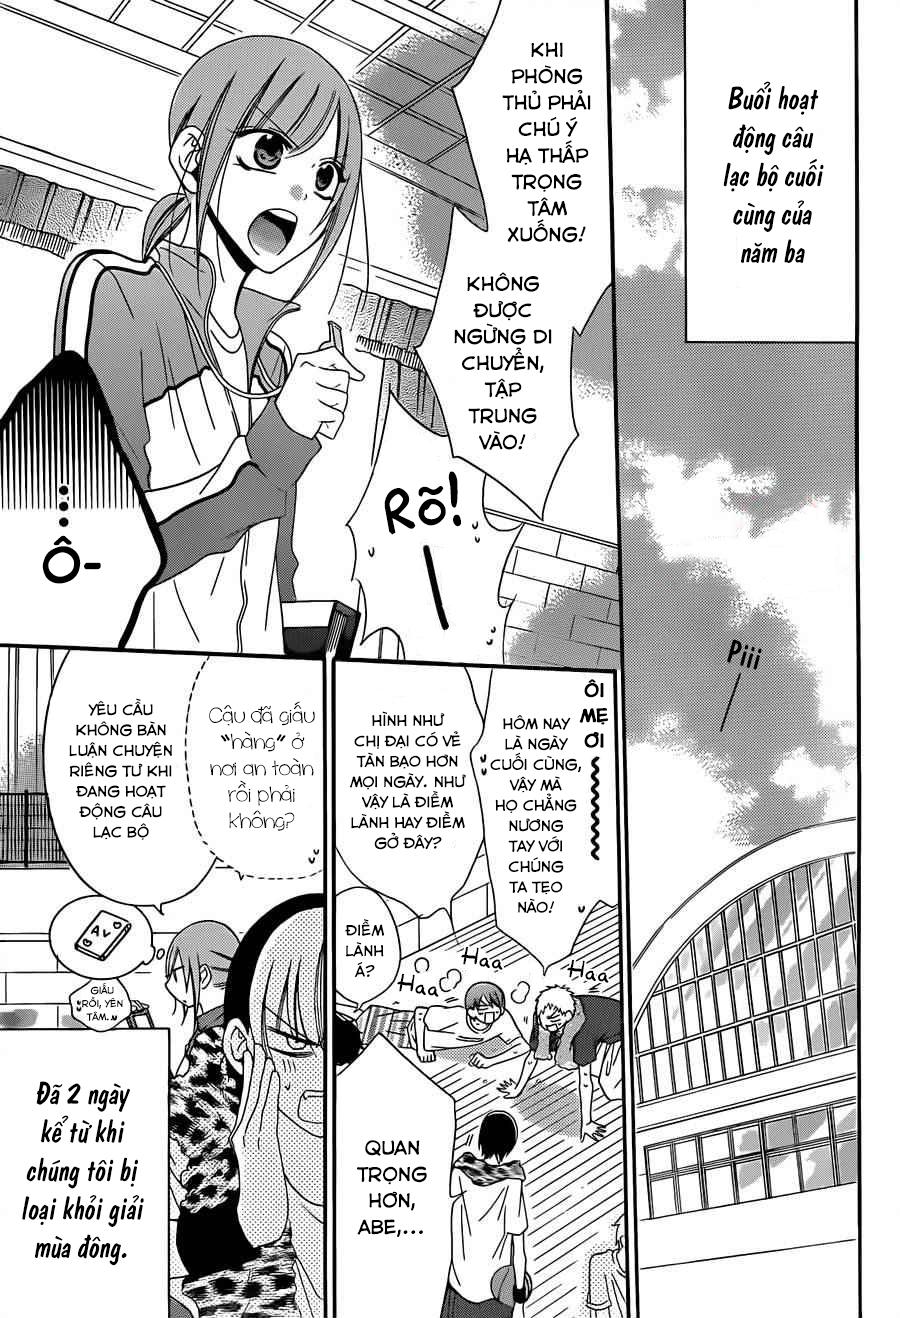 Buổi hoạt
động câu
lạc bộ cuối
cùng của
năm ba
Piii
KHI
PHÒNG
THỦ PHẢI
CHÚ Ý
HẠ THẤP
TRỌNG
TÂM
XUỐNG!
KHÔNG
ĐƯỢC
NGỪNG DI
CHUYỂN,
TẬP
TRUNG
VÀO!
Rõ!
Ô-
ÔI
MẸ
ƠI
HÔM NAY
LÀ NGÀY
CUỐI CÙNG,
VẬY MÀ
HỌ CHẲNG
NƯƠNG
TAY VỚI
CHÚNG
TA TẸO
NÀO!
HÌNH NHƯ
CHỊ ĐẠI CÓ VẺ
TÀN BẠO HƠN
MỌI NGÀY. NHƯ
VẬY LÀ ĐIỀM
LÀNH HAY ĐIỀM
GỞ ĐÂY?
ĐIỀM
LÀNH
Á?
Haa
Haa
Haa
Haa
QUAN
TRỌNG
HƠN,
ABE,...
Cậu đã giấu
"hàng" ở
nơi an toàn
rồi phải
không?
YÊU CẦU
KHÔNG BÀN
LUẬN CHUYỆN
RIÊNG TƯ KHI
ĐANG HOẠT
ĐỘNG CÂU
LẠC BỘ
AV
GIẤU
RỒI, YÊN
TÂM..
Đã 2 ngày
kể từ khi
chúng tôi bị
loại khỏi giải
mùa đông.